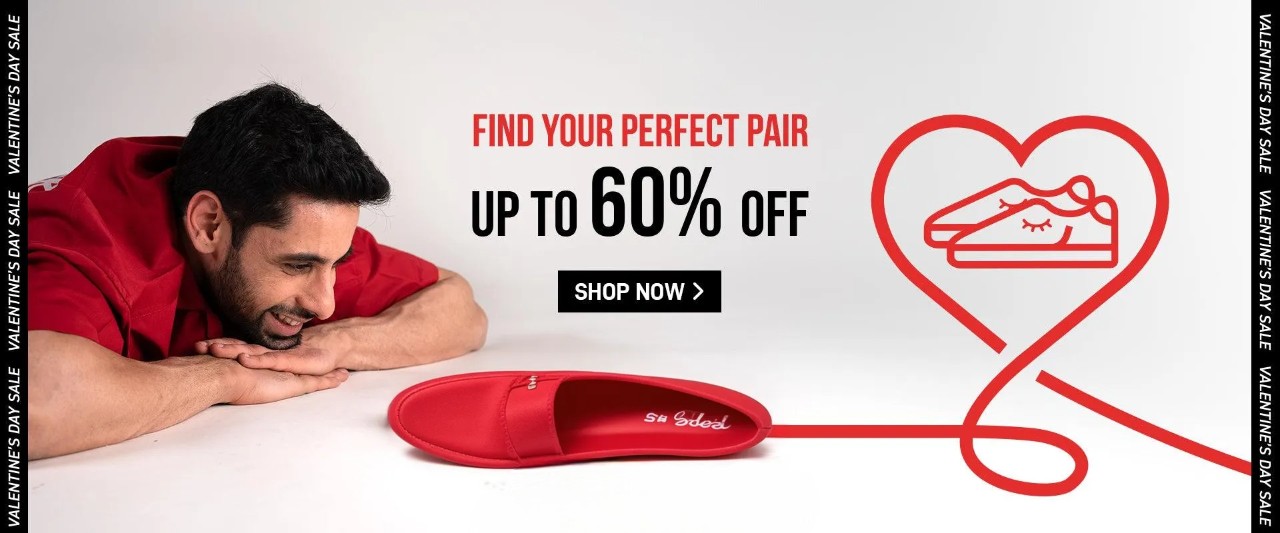 VALENTINE'S DAY SALE VALENTINE'S DAY SALE VALENTINE'S DAY SALE
FIND YOUR PERFECT PAIR
UP TO 60% OFF
SHOP NOW
VALENTINE'S DAY SALE VALENTINE'S DAY SALE VALENTINE'S DAY SALE